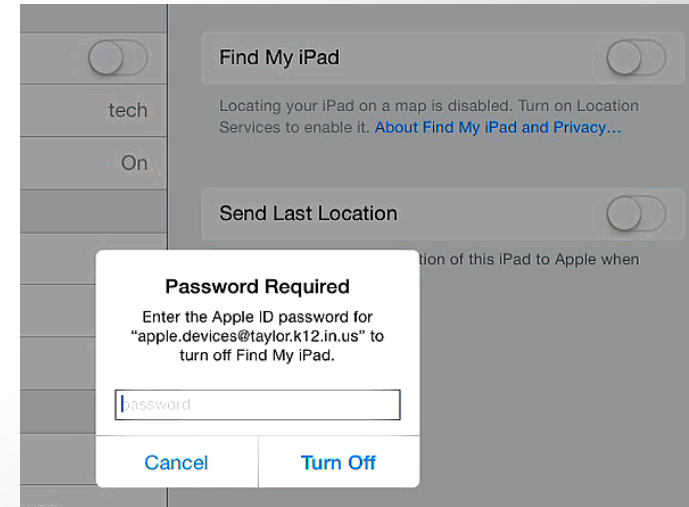 Find My iPad
tech
Locating your iPad on a map is disabled. Turn on Location
Services to enable it. About Find My iPad and Privacy…
On
Send Last Location
tion of this iPad to Apple when
Password Required
Enter the Apple ID password for
“apple.devices@taylor.k12.in.us” to
turn off Find My iPad.
password
Cancel
Turn Off